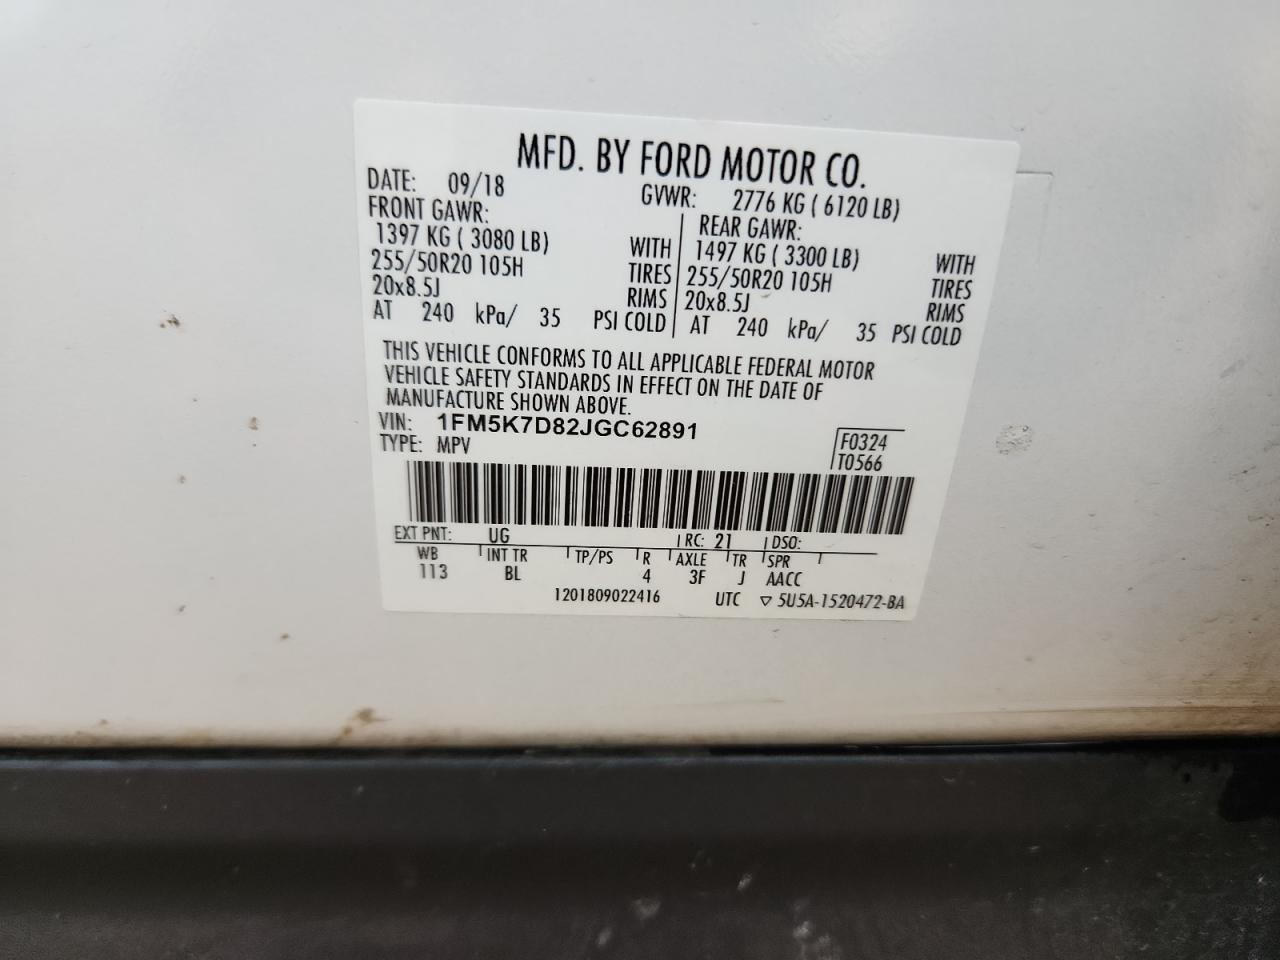 MFD. BY FORD MOTOR CO.
DATE: 09/18 GVWR: 2776 KG ( 6120 LB)
FRONT GAWR: REAR GAWR:
1397 KG ( 3080 LB) WITH 1497 KG ( 3300 LB) WITH
255/50R20 105H TIRES 255/50R20 105H TIRES
20x8.5J RIMS 20x8.5J RIMS
AT 240 kPa/ 35 PSI COLD AT 240 kPa/ 35 PSI COLD
THIS VEHICLE CONFORMS TO ALL APPLICABLE FEDERAL MOTOR
VEHICLE SAFETY STANDARDS IN EFFECT ON THE DATE OF
MANUFACTURE SHOWN ABOVE.
VIN: 1FM5K7D82JGC62891
TYPE: MPV
F0324
T0566
EXT PNT: UG RC: 21 DSO:
WB INT TR TP/PS R AXLE TR SPR
113 BL 4 3F J AACC
1201809022416 UTC ▽ 5U5A-1520472-BA